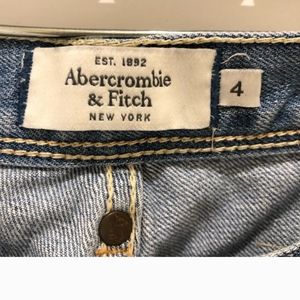 EST. 1892
Abercrombie
& Fitch
NEW YORK
4